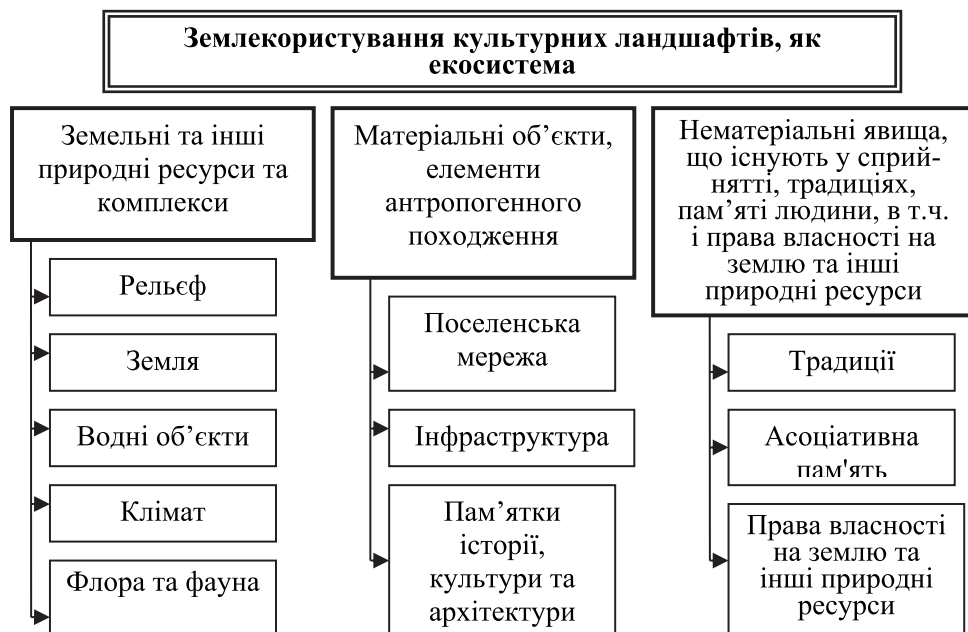 Землекористування культурних ландшафтів, як
екосистема
Земельні та інші
природні ресурси та
комплекси
Рельєф
Земля
Водні об’єкти
Клімат
Флора та фауна
Матеріальні об’єкти,
елементи
антропогенного
походження
Поселенська
мережа
Інфраструктура
Пам’ятки
історії,
культури та
архітектури
Нематеріальні явища,
що існують у сприй-
нятті, традиціях,
пам’яті людини, в т.ч.
і права власності на
землю та інші
природні ресурси
Традиції
Асоціативна
пам'ять
Права власності
на землю та
інші природні
ресурси